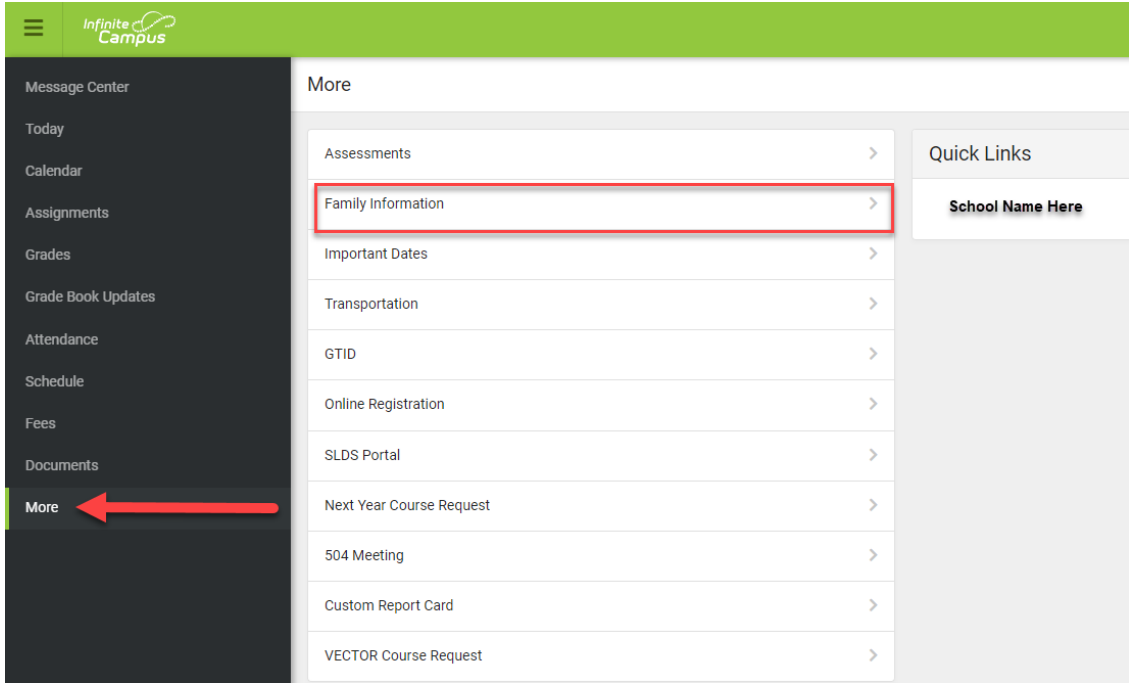 Infinite
Campus
Message Center
Today
Calendar
Assignments
Grades
Grade Book Updates
Attendance
Schedule
Fees
Documents
More
More
Assessments
Family Information
Important Dates
Transportation
GTID
Online Registration
SLDS Portal
Next Year Course Request
504 Meeting
Custom Report Card
VECTOR Course Request
Quick Links
School Name Here